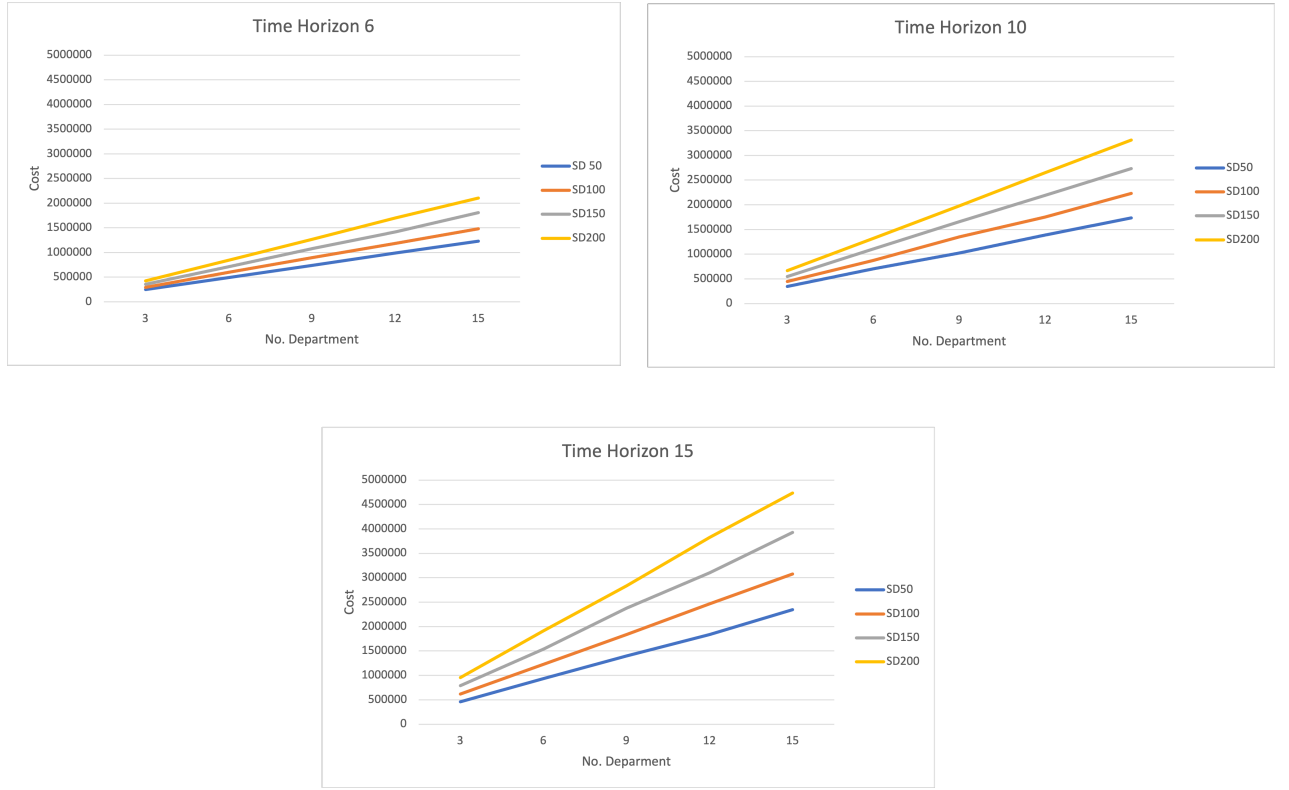 Time Horizon 6
5000000
4500000
4000000
3500000
3000000
2500000
2000000
1500000
1000000
500000
0
Cost
3 6 9 12 15
No. Department
SD 50
SD100
SD150
SD200
Time Horizon 10
5000000
4500000
4000000
3500000
3000000
2500000
2000000
1500000
1000000
500000
0
Cost
3 6 9 12 15
No. Department
SD50
SD100
SD150
SD200
Time Horizon 15
5000000
4500000
4000000
3500000
3000000
2500000
2000000
1500000
1000000
500000
0
Cost
3 6 9 12 15
No. Deparment
SD50
SD100
SD150
SD200